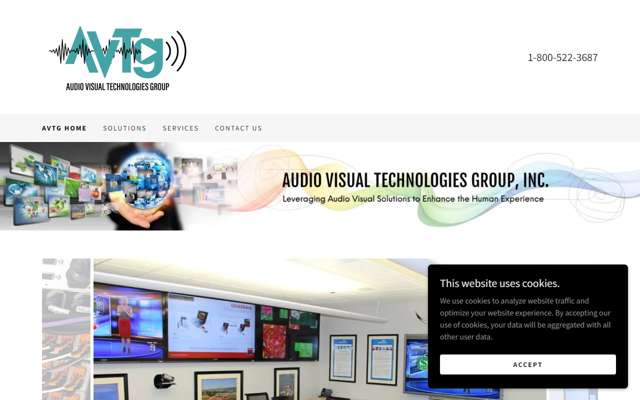 AVTg
AUDIO VISUAL TECHNOLOGIES GROUP
1-800-522-3687
AVTG HOME
SOLUTIONS
SERVICES
CONTACT US
AUDIO VISUAL TECHNOLOGIES GROUP, INC.
Leveraging Audio Visual Solutions to Enhance the Human Experience
This website uses cookies.
We use cookies to analyze website traffic and
optimize your website experience. By accepting our
use of cookies, your data will be aggregated with all
other user data.
ACCEPT